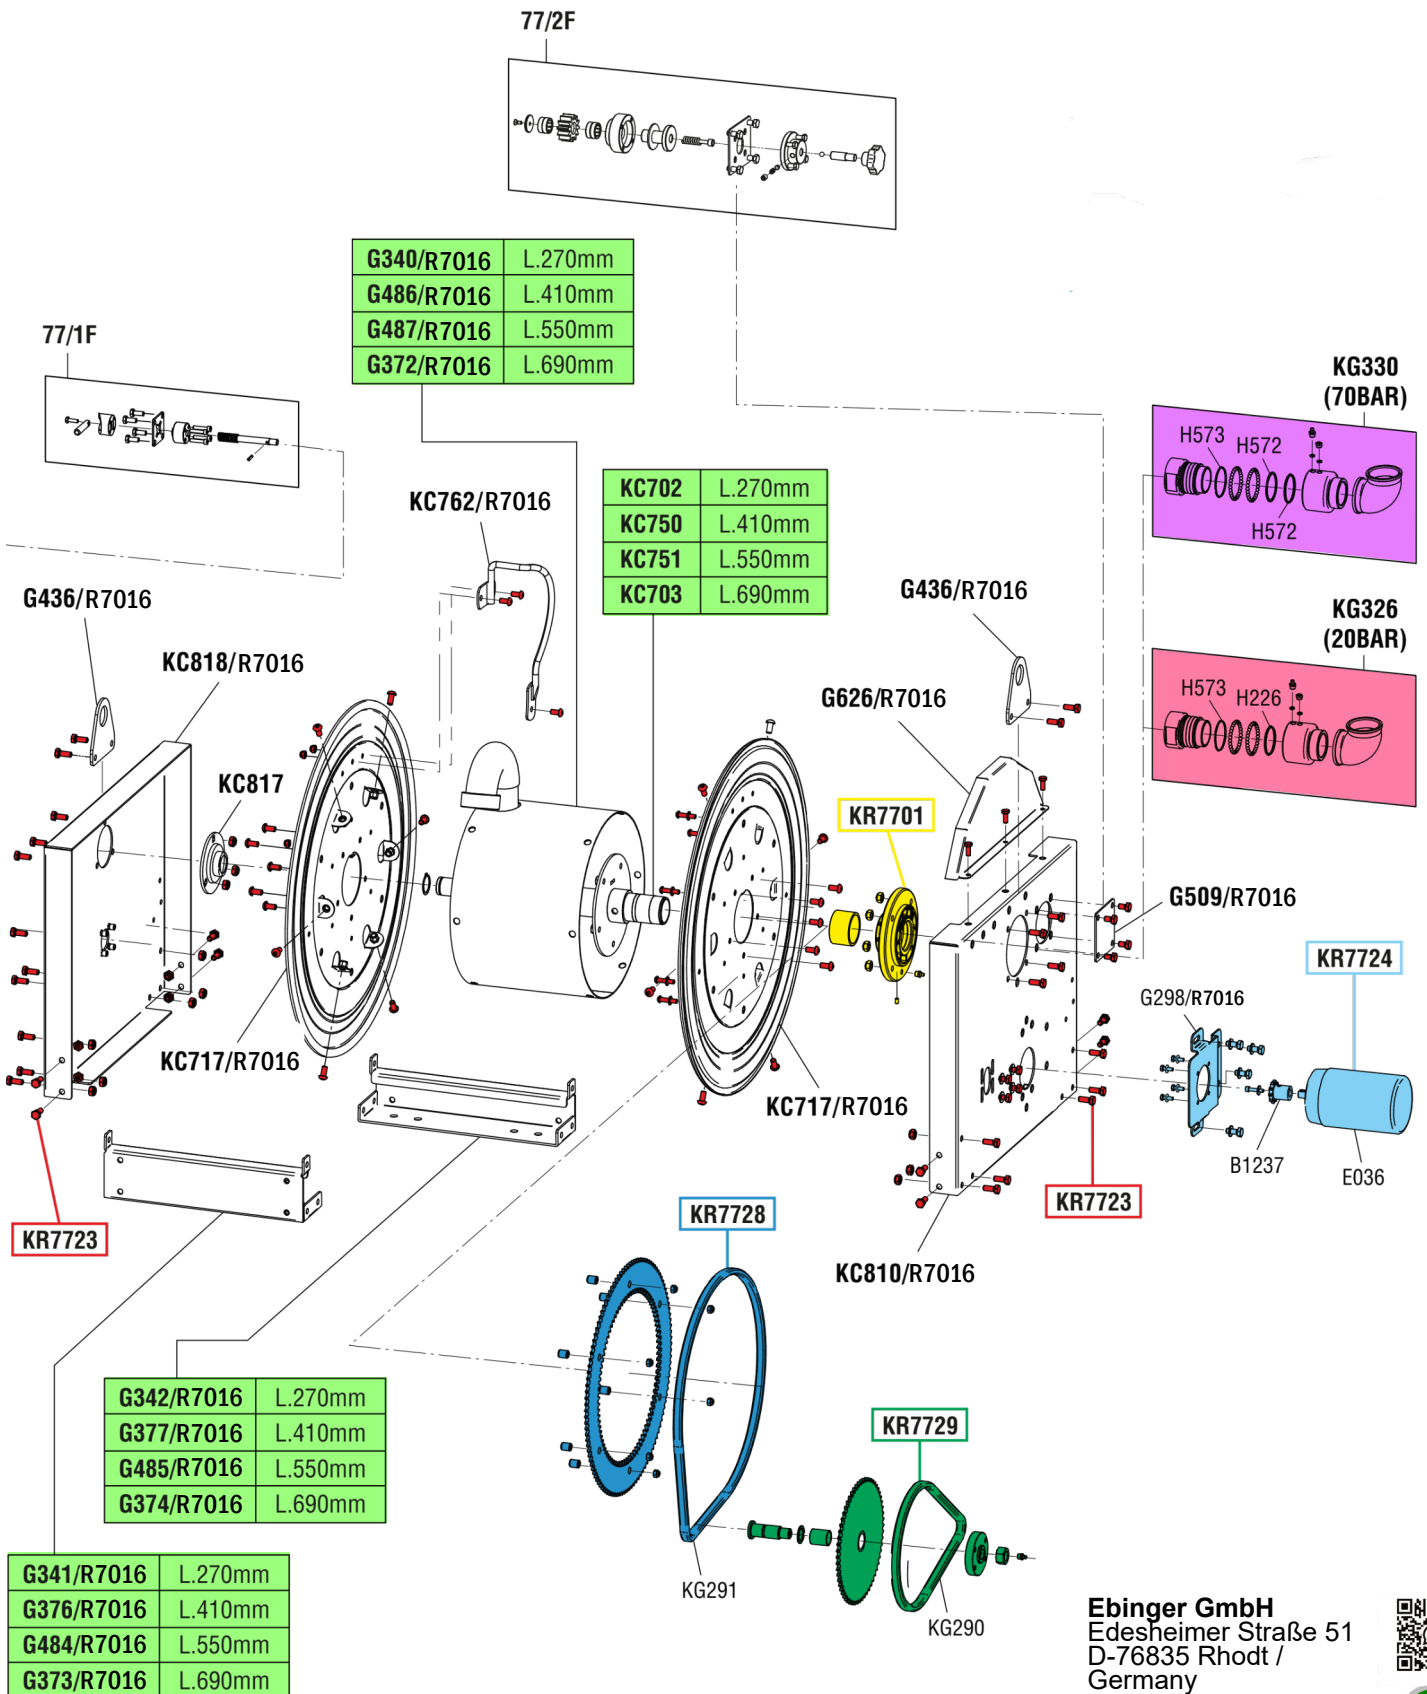 77/2F
G340/R7016 L.270mm
G486/R7016 L.410mm
G487/R7016 L.550mm
G372/R7016 L.690mm
77/1F
KG330
(70BAR)
H573
H572
H572
KC762/R7016
KC702 L.270mm
KC750 L.410mm
KC751 L.550mm
KC703 L.690mm
G436/R7016
G436/R7016
KG326
(20BAR)
H573
H226
KC818/R7016
G626/R7016
KC817
KR7701
G509/R7016
KR7724
G298/R7016
KC717/R7016
KC717/R7016
B1237
E036
KR7723
KR7723
KR7728
KC810/R7016
G342/R7016 L.270mm
G377/R7016 L.410mm
G485/R7016 L.550mm
G374/R7016 L.690mm
KR7729
G341/R7016 L.270mm
G376/R7016 L.410mm
G484/R7016 L.550mm
G373/R7016 L.690mm
KG291
KG290
Ebinger GmbH
Edesheimer Straße 51
D-76835 Rhodt /
Germany